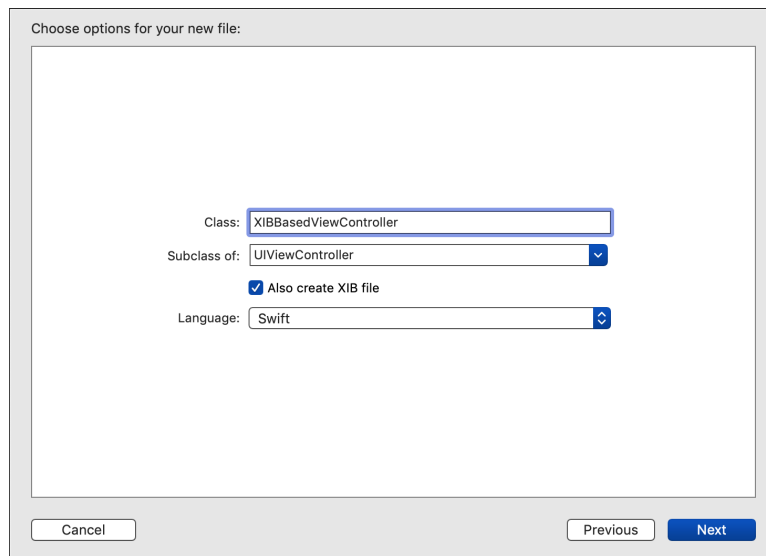 Choose options for your new file:
Class: XIBBasedViewController
Subclass of: UIViewController
Also create XIB file
Language: Swift
Cancel Previous Next